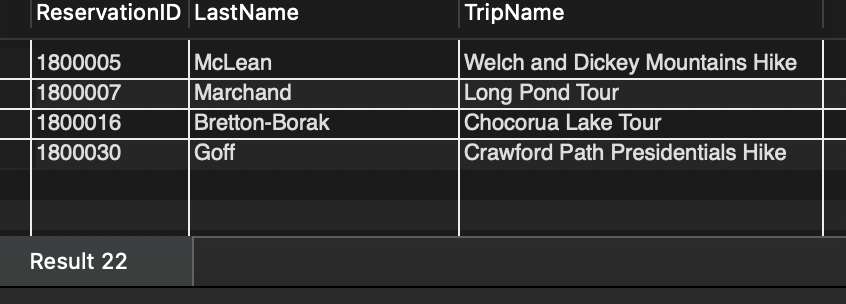 ReservationID LastName TripName
1800005 McLean Welch and Dickey Mountains Hike
1800007 Marchand Long Pond Tour
1800016 Bretton-Borak Chocorua Lake Tour
1800030 Goff Crawford Path Presidentials Hike
Result 22